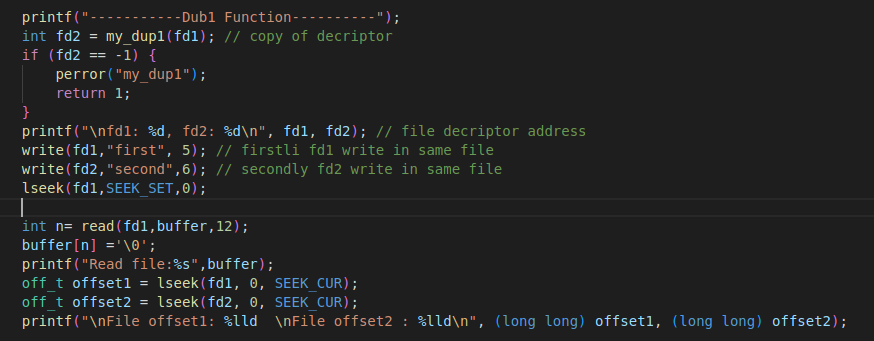 printf("-----------Dub1 Function----------");
int fd2 = my_dup1(fd1); // copy of decriptor
if (fd2 == -1) {
    perror("my_dup1");
    return 1;
}
printf("\nfd1: %d, fd2: %d\n", fd1, fd2); // file decriptor address
write(fd1,"first", 5); // firstli fd1 write in same file
write(fd2,"second",6); // secondly fd2 write in same file
lseek(fd1,SEEK_SET,0);
int n= read(fd1,buffer,12);
buffer[n] ='\0';
printf("Read file:%s",buffer);
off_t offset1 = lseek(fd1, 0, SEEK_CUR);
off_t offset2 = lseek(fd2, 0, SEEK_CUR);
printf("\nFile offset1: %lld  \nFile offset2 : %lld\n", (long long) offset1, (long long) offset2);